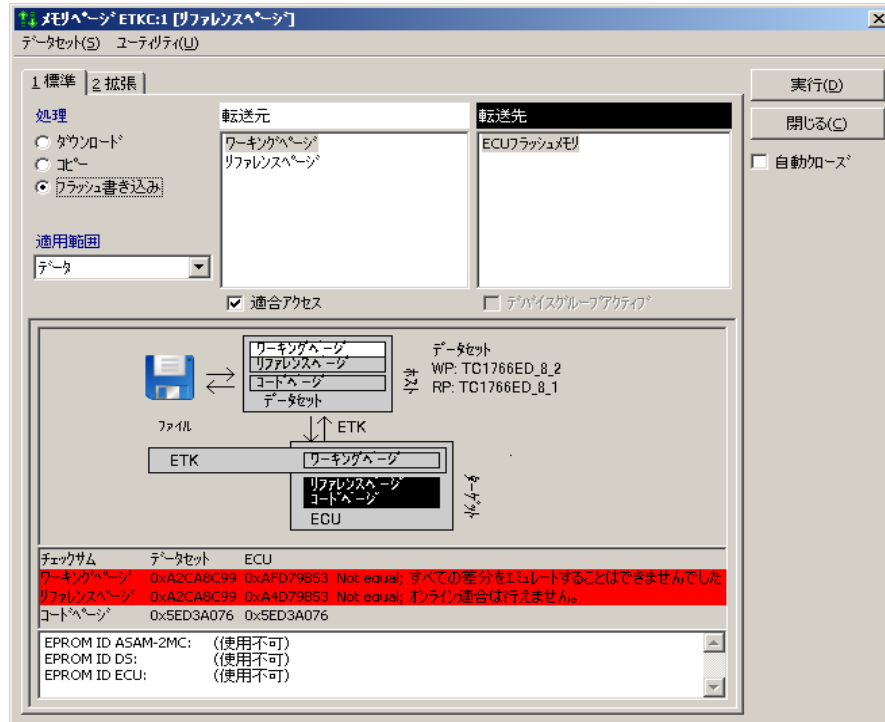 メモリページ ETKC:1 [リファレンスページ]
データセット(S) ユーティリティ(U)
1 標準 2 拡張
処理
ダウンロード
コピー
フラッシュ書き込み
適用範囲
データ
転送元
ワーキングページ
リファレンスページ
適合アクセス
転送先
ECUフラッシュメモリ
デバイスグループアクティブ
実行(D)
閉じる(C)
自動クローズ
ワーキングページ
リファレンスページ
コードページ
データセット
ホスト
データセット
WP: TC1766ED_8_2
RP: TC1766ED_8_1
ファイル
ETK
ETK
ワーキングページ
リファレンスページ
コードページ
ECU
ターゲット
チェックサム データセット ECU
ワーキングページ 0xA2CA8C99 0xAFD79B53 Not equal; すべての差分をエミュレートすることはできませんでした
リファレンスページ 0xA2CA8C99 0xA4D79B53 Not equal; オンライン適合は行えません。
コードページ 0x5ED3A076 0x5ED3A076
EPROM ID ASAM-2MC: (使用不可)
EPROM ID DS: (使用不可)
EPROM ID ECU: (使用不可)